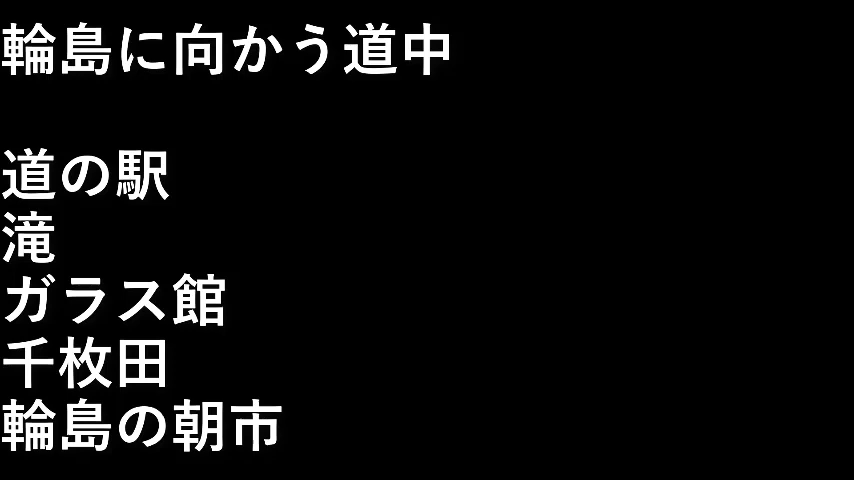 輪島に向かう道中
道の駅
滝
ガラス館
千枚田
輪島の朝市